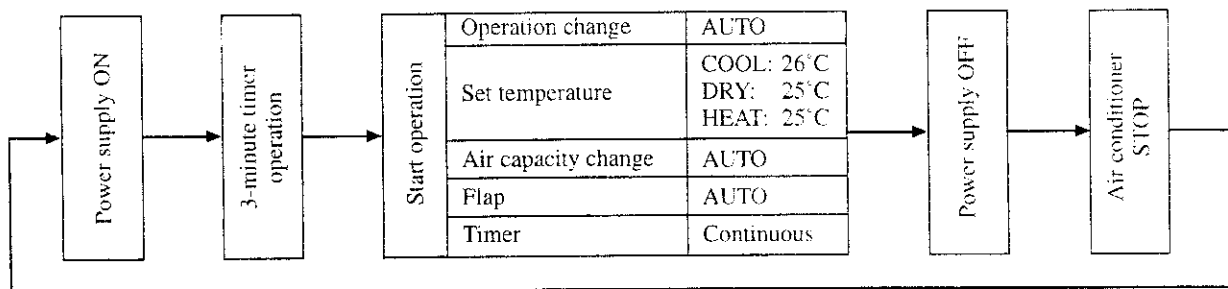 Power supply ON
3-minute timer
operation
Start operation
Operation change AUTO
Set temperature
COOL: 26°C
DRY: 25°C
HEAT: 25°C
Air capacity change AUTO
Flap AUTO
Timer Continuous
Power supply OFF
Air conditioner
STOP